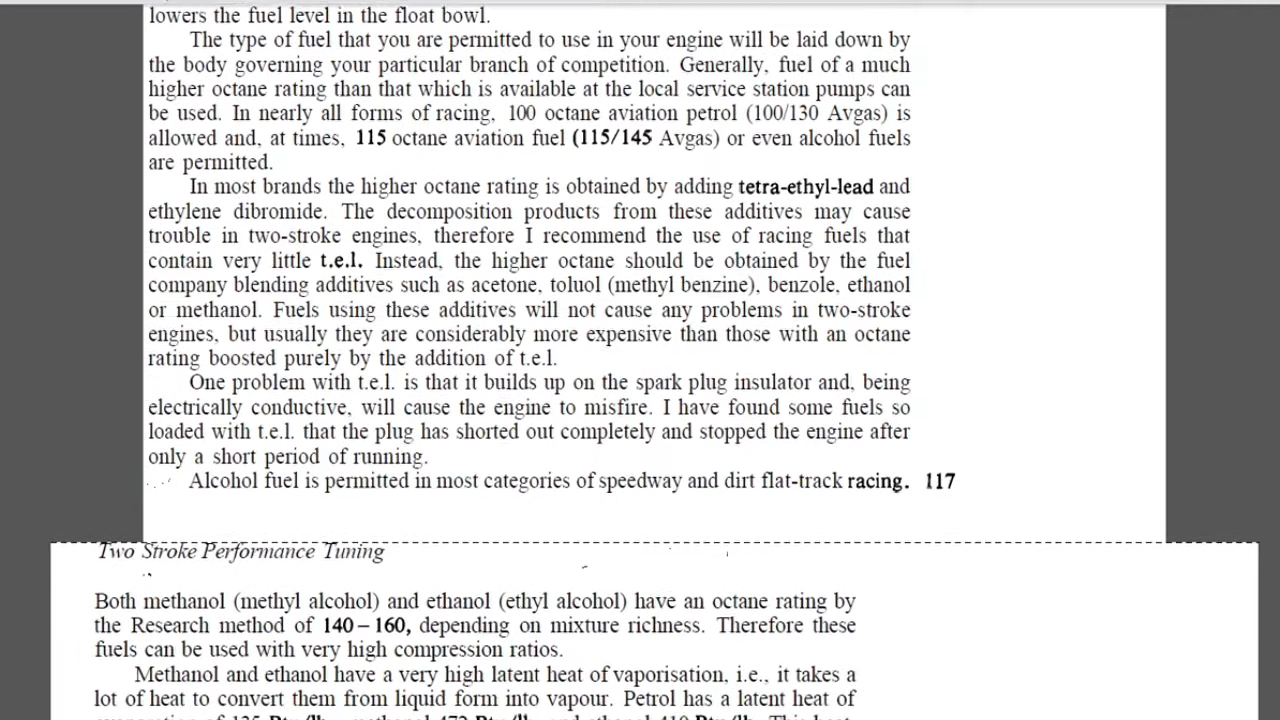 lowers the fuel level in the float bowl.
The type of fuel that you are permitted to use in your engine will be laid down by
the body governing your particular branch of competition. Generally, fuel of a much
higher octane rating than that which is available at the local service station pumps can
be used. In nearly all forms of racing, 100 octane aviation petrol (100/130 Avgas) is
allowed and, at times, 115 octane aviation fuel (115/145 Avgas) or even alcohol fuels
are permitted.
In most brands the higher octane rating is obtained by adding tetra-ethyl-lead and
ethylene dibromide. The decomposition products from these additives may cause
trouble in two-stroke engines, therefore I recommend the use of racing fuels that
contain very little t.e.l. Instead, the higher octane should be obtained by the fuel
company blending additives such as acetone, toluol (methyl benzine), benzole, ethanol
or methanol. Fuels using these additives will not cause any problems in two-stroke
engines, but usually they are considerably more expensive than those with an octane
rating boosted purely by the addition of t.e.l.
One problem with t.e.l. is that it builds up on the spark plug insulator and, being
electrically conductive, will cause the engine to misfire. I have found some fuels so
loaded with t.e.l. that the plug has shorted out completely and stopped the engine after
only a short period of running.
Alcohol fuel is permitted in most categories of speedway and dirt flat-track racing. 117
Two Stroke Performance Tuning
Both methanol (methyl alcohol) and ethanol (ethyl alcohol) have an octane rating by
the Research method of 140–160, depending on mixture richness. Therefore these
fuels can be used with very high compression ratios.
Methanol and ethanol have a very high latent heat of vaporisation, i.e., it takes a
lot of heat to convert them from liquid form into vapour. Petrol has a latent heat of